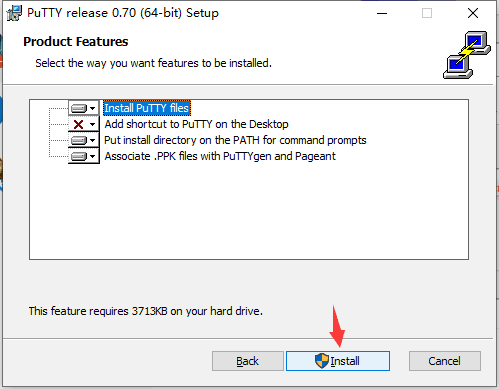 PuTTY release 0.70 (64-bit) Setup
Product Features
Select the way you want features to be installed.
Install PuTTY files
Add shortcut to PuTTY on the Desktop
Put install directory on the PATH for command prompts
Associate .PPK files with PuTTYgen and Pageant
This feature requires 3713KB on your hard drive.
Back
Install
Cancel